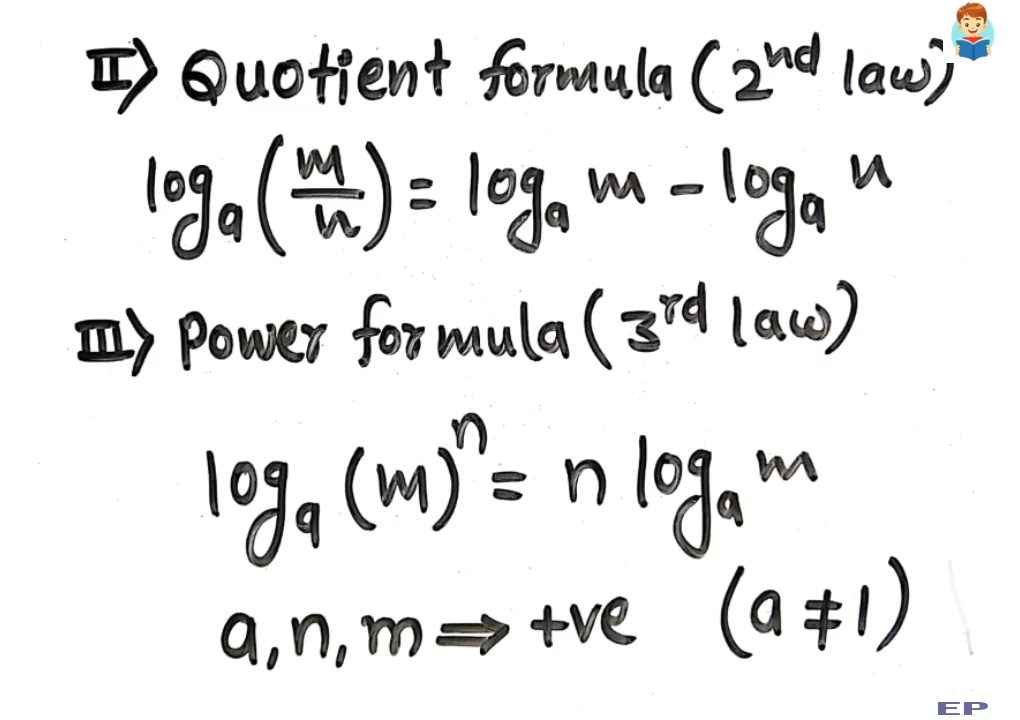 II> Quotient formula (2nd law)
logₐ(m/n) = logₐ m - logₐ n
III> Power formula (3rd law)
logₐ (m)ⁿ = n logₐ m
a, n, m ⇒ +ve (a ≠ 1)
EP